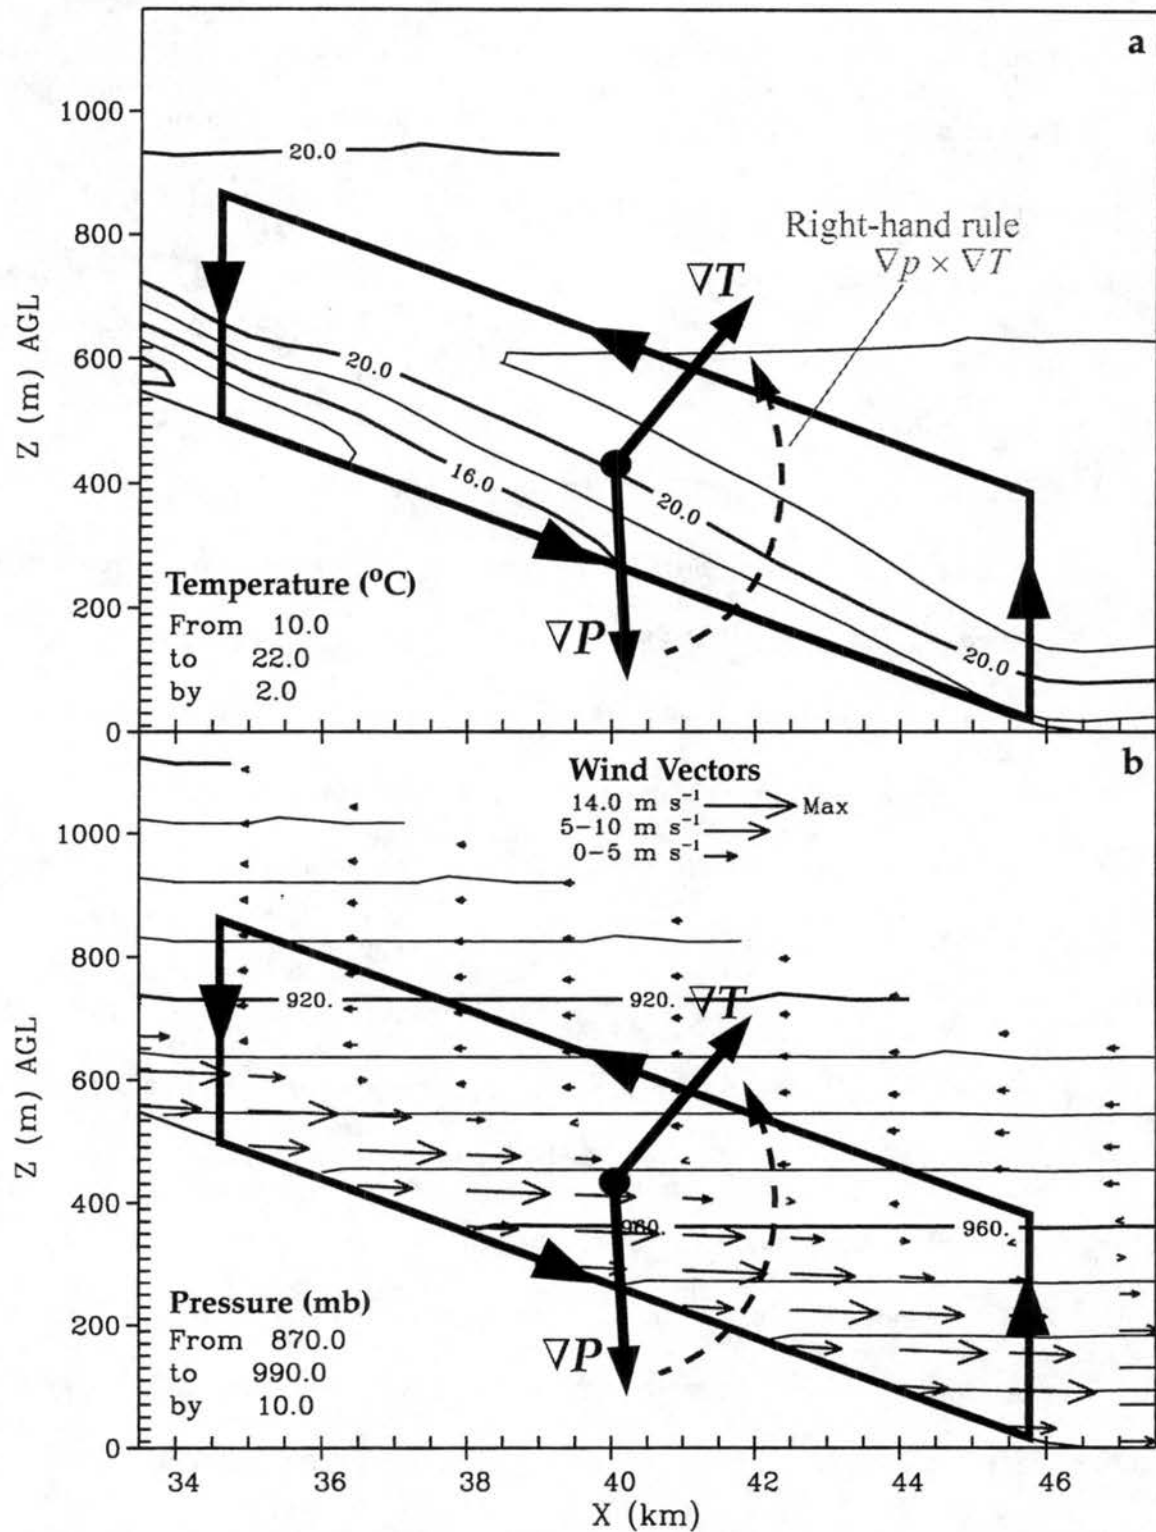 a
1000
20.0
800
Right-hand rule
∇p × ∇T
∇T
Z (m) AGL
600
20.0
400
16.0
20.0
Temperature (°C)
From 10.0
to 22.0
by 2.0
200
∇P
20.0
0
b
Wind Vectors
14.0 m s⁻¹ Max
5–10 m s⁻¹
0–5 m s⁻¹
1000
800
920. 920.
∇T
Z (m) AGL
600
400
960. 960.
Pressure (mb)
From 870.0
to 990.0
by 10.0
200
∇P
0
34 36 38 40 42 44 46
X (km)